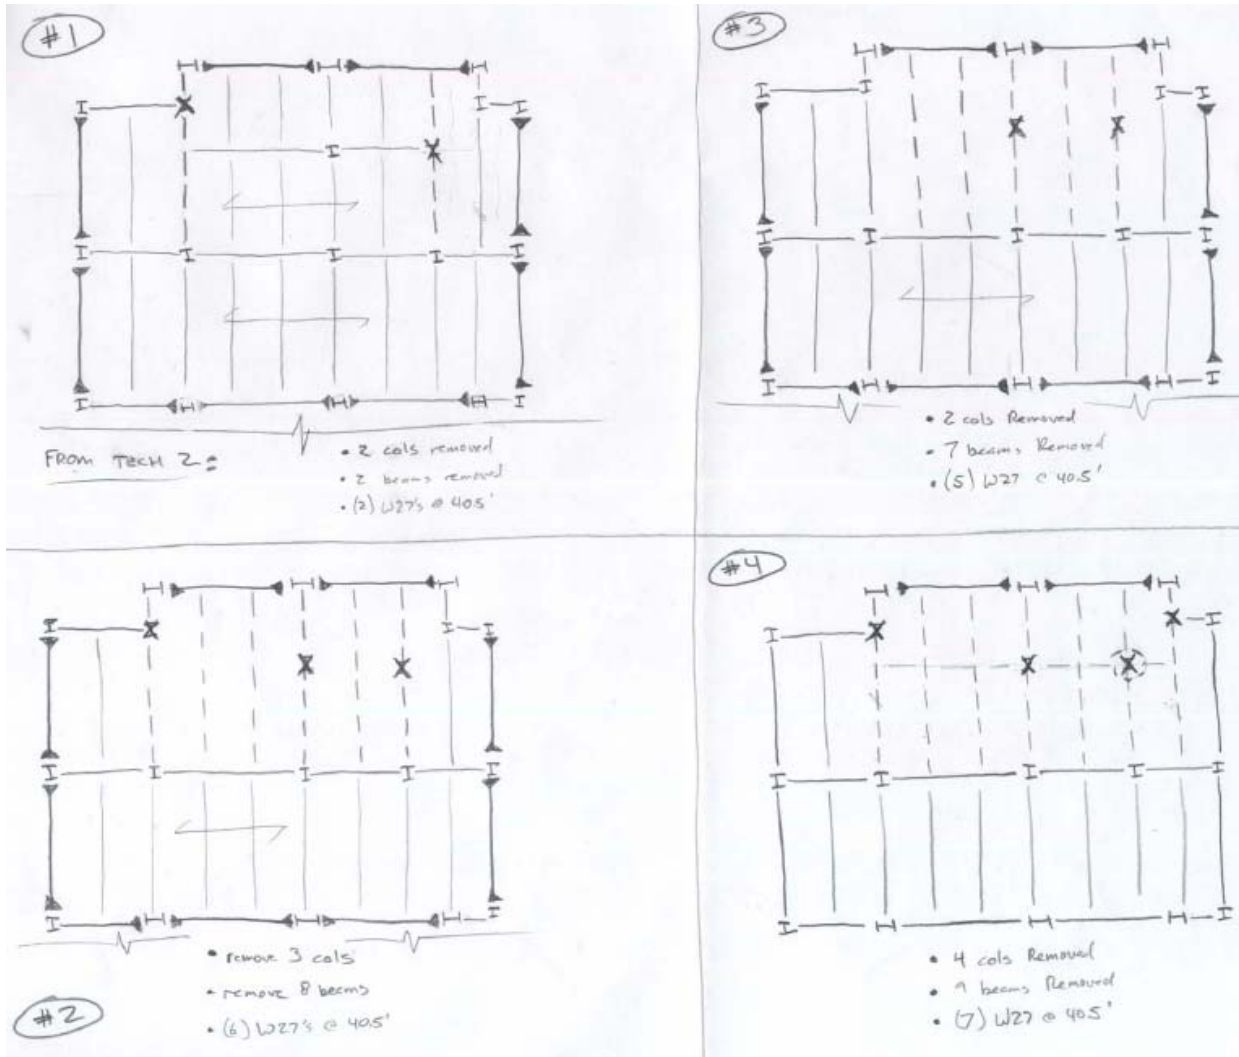 #1
FROM TECH 2:
• 2 cols removed
• 2 beams removed
• (2) W27's @ 40.5'
#3
• 2 cols Removed
• 7 beams Removed
• (5) W27 @ 40.5'
#2
• remove 3 cols
• remove 8 beams
• (6) W27's @ 40.5'
#4
• 4 cols Removed
• 9 beams Removed
• (7) W27 @ 40.5'